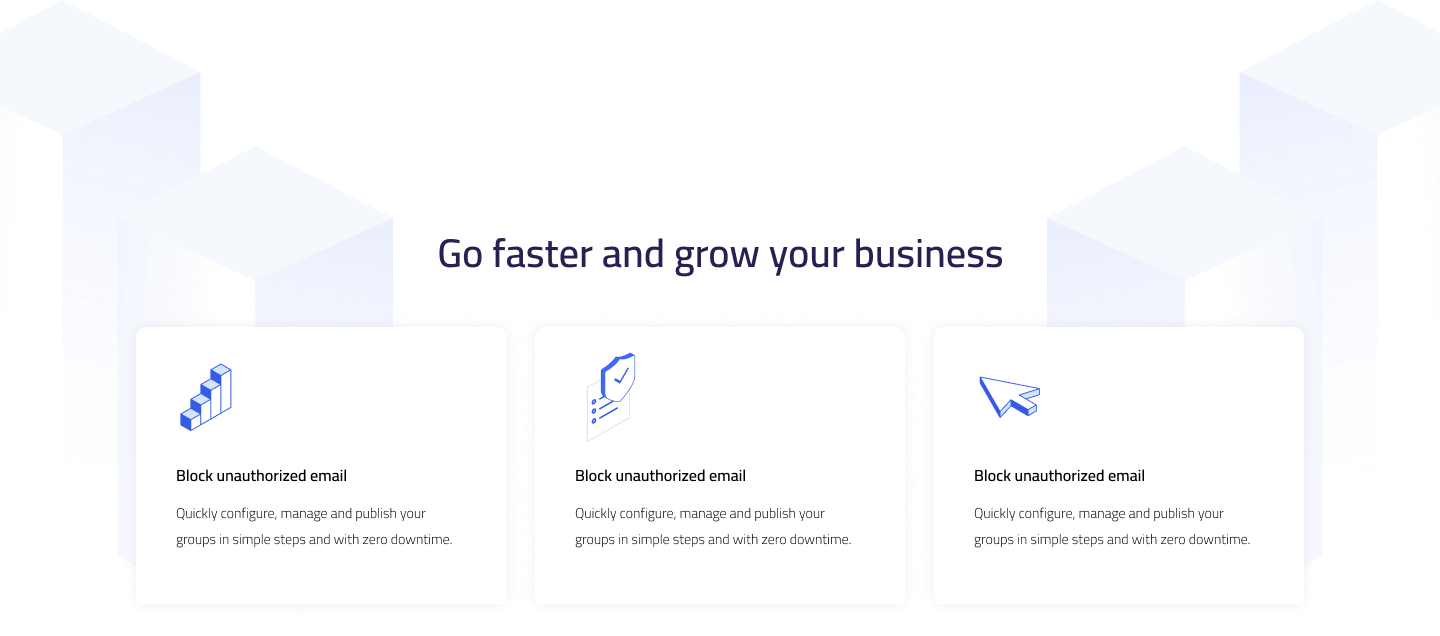 Go faster and grow your business
Block unauthorized email
Quickly configure, manage and publish your
groups in simple steps and with zero downtime.
Block unauthorized email
Quickly configure, manage and publish your
groups in simple steps and with zero downtime.
Block unauthorized email
Quickly configure, manage and publish your
groups in simple steps and with zero downtime.